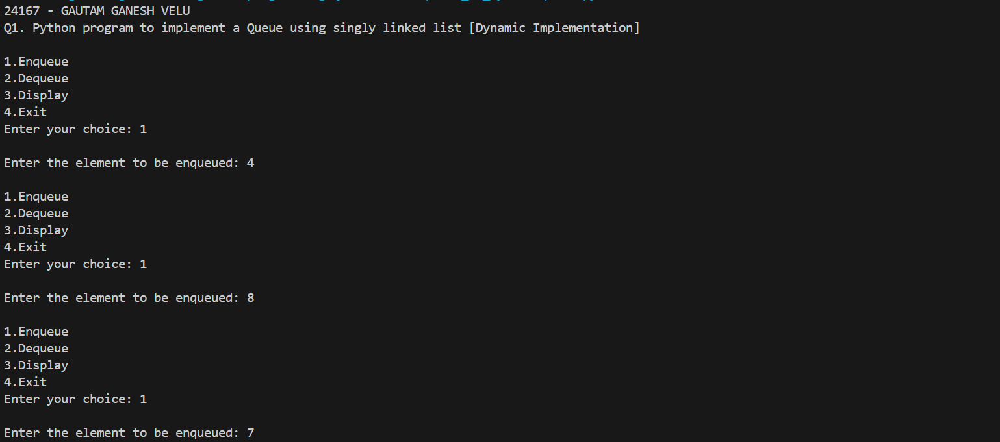 24167 - GAUTAM GANESH VELU
Q1. Python program to implement a Queue using singly linked list [Dynamic Implementation]
1.Enqueue
2.Dequeue
3.Display
4.Exit
Enter your choice: 1
Enter the element to be enqueued: 4
1.Enqueue
2.Dequeue
3.Display
4.Exit
Enter your choice: 1
Enter the element to be enqueued: 8
1.Enqueue
2.Dequeue
3.Display
4.Exit
Enter your choice: 1
Enter the element to be enqueued: 7